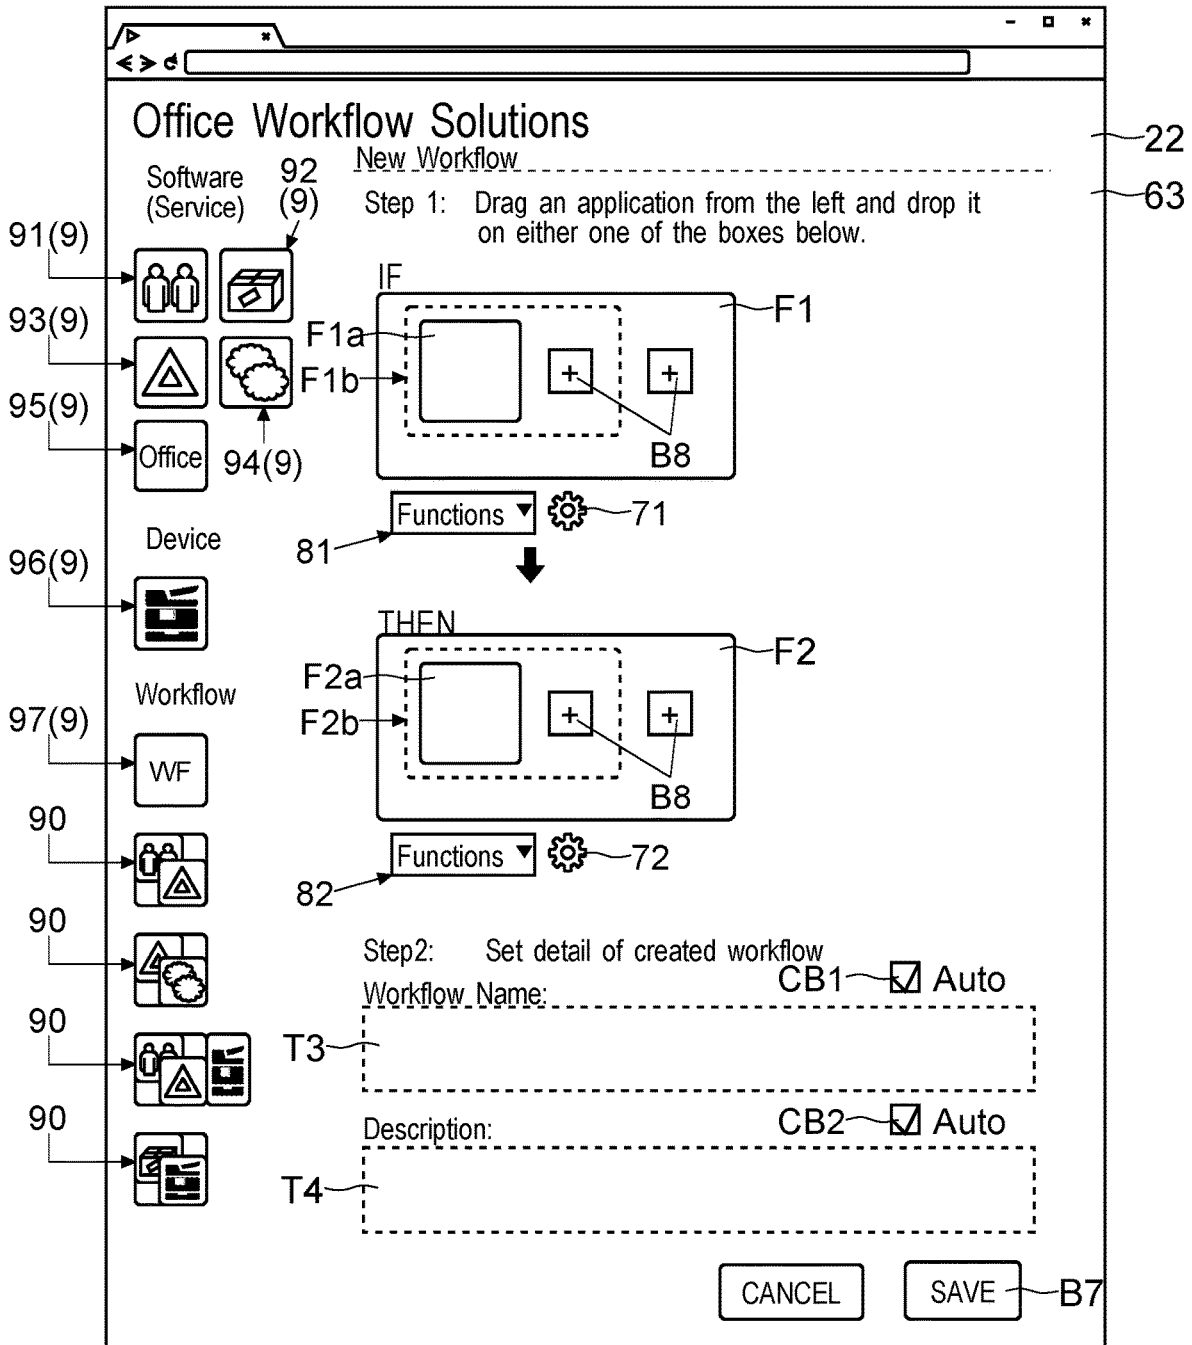 Office Workflow Solutions
22
New Workflow
63
Software
(Service)
92
(9)
Step 1: Drag an application from the left and drop it
on either one of the boxes below.
91(9)
IF
F1
93(9)
F1a
F1b
95(9)
Office
94(9)
B8
Functions
71
81
Device
96(9)
THEN
F2
F2a
F2b
Workflow
97(9)
WF
B8
90
Functions
72
82
90
Step2: Set detail of created workflow
CB1
Auto
Workflow Name:
90
T3
90
Description:
CB2
Auto
T4
CANCEL
SAVE
B7